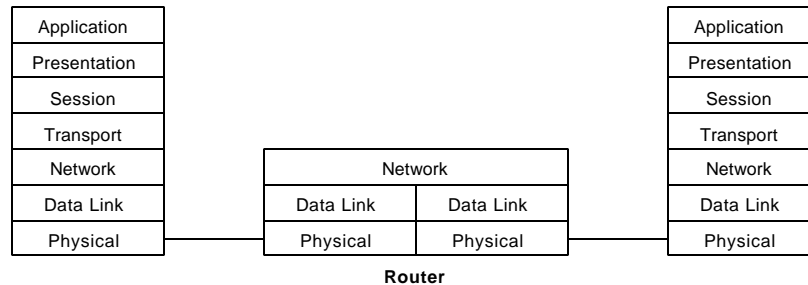 Application Application
Presentation Presentation
Session Session
Transport Transport
Network Network Network
Data Link Data Link Data Link Data Link
Physical Physical Physical Physical
Router